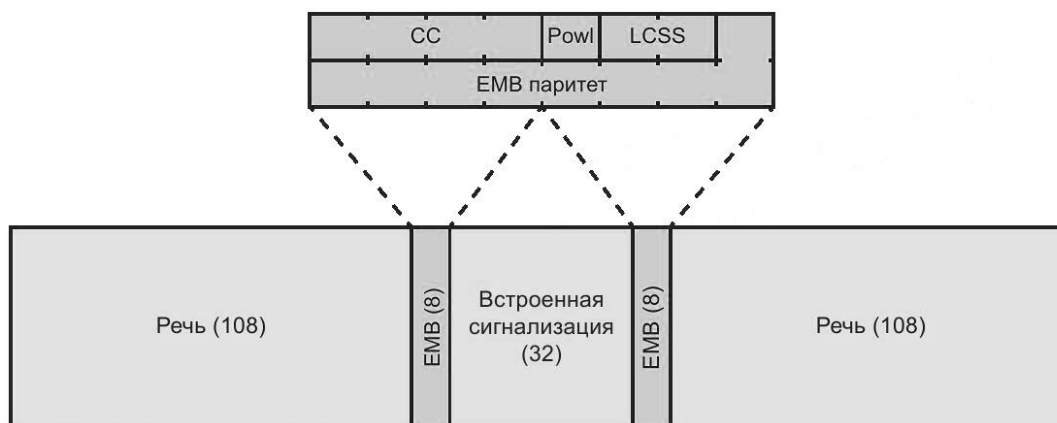 CC PowI LCSS
EMB паритет
Речь (108)
EMB (8)
Встроенная
сигнализация
(32)
EMB (8)
Речь (108)